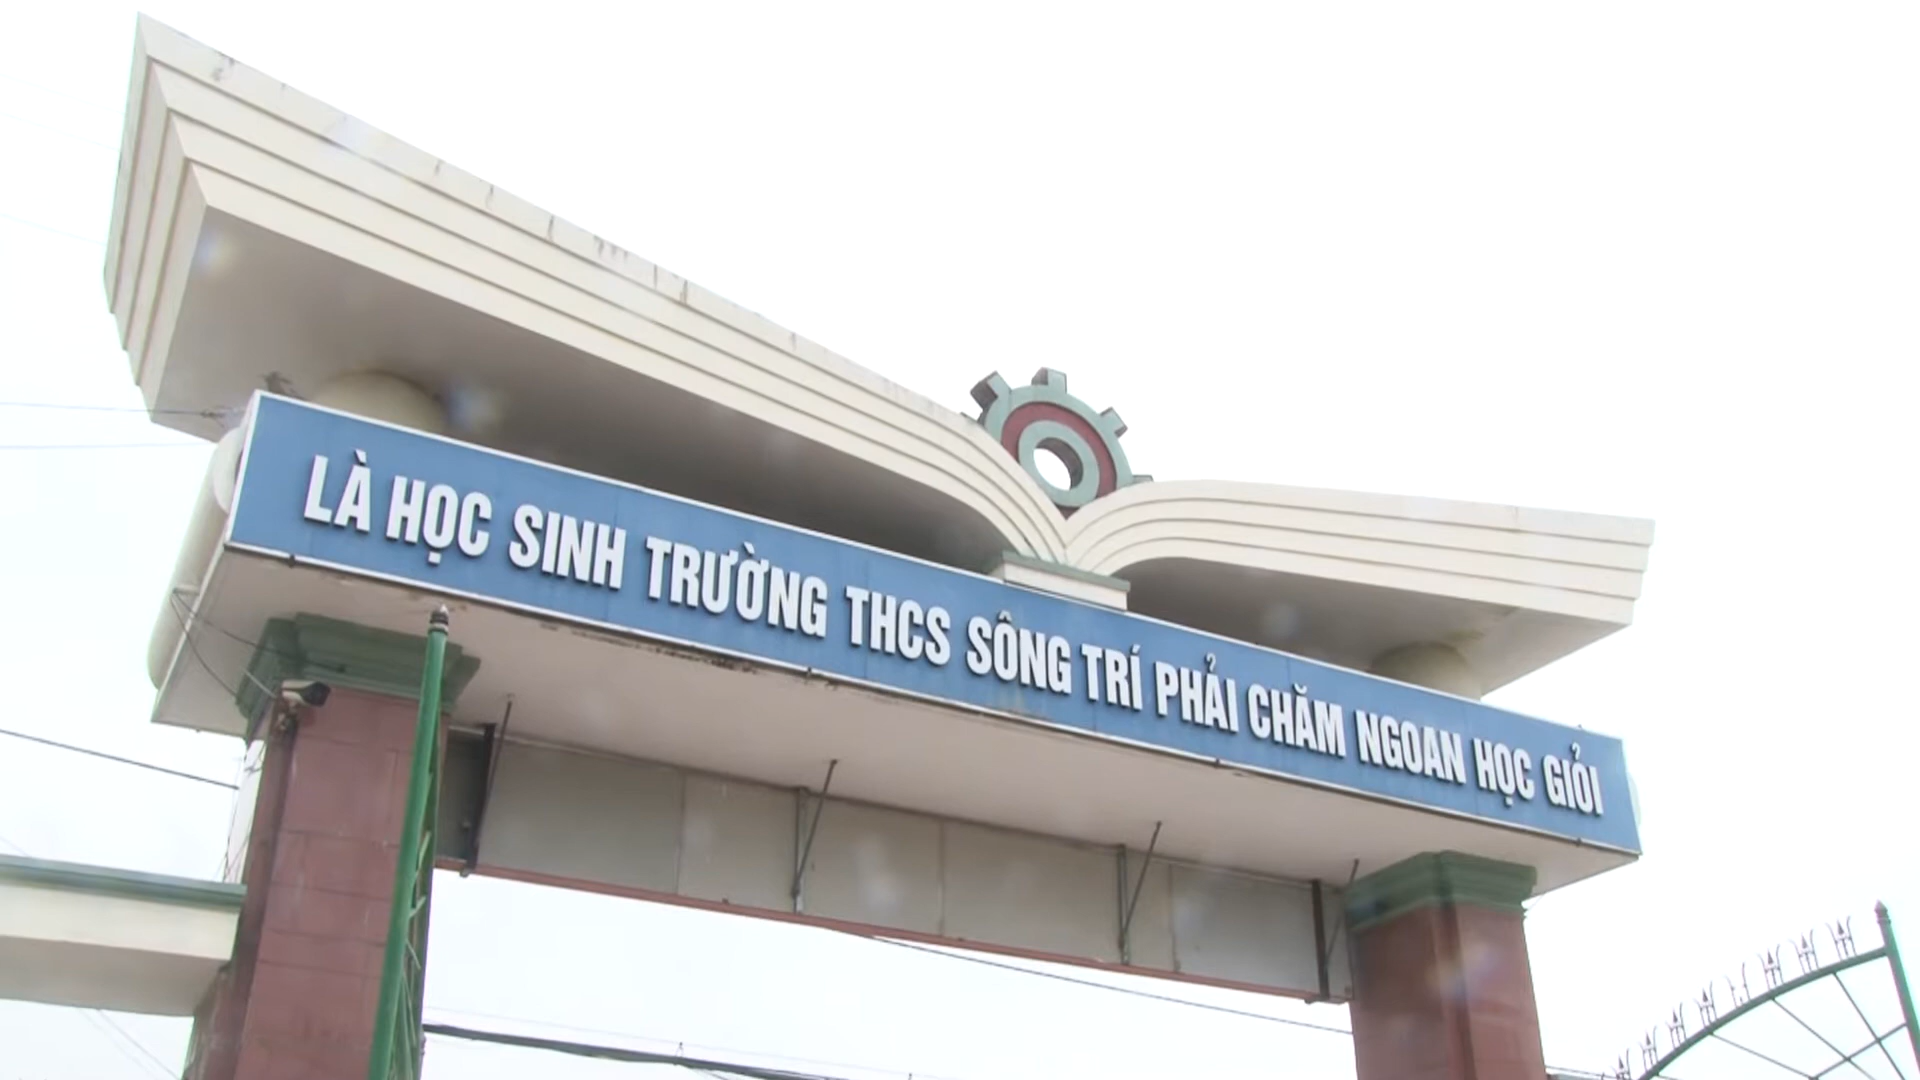 LÀ HỌC SINH TRƯỜNG THCS SÔNG TRÍ PHẢI CHĂM NGOAN HỌC GIỎI